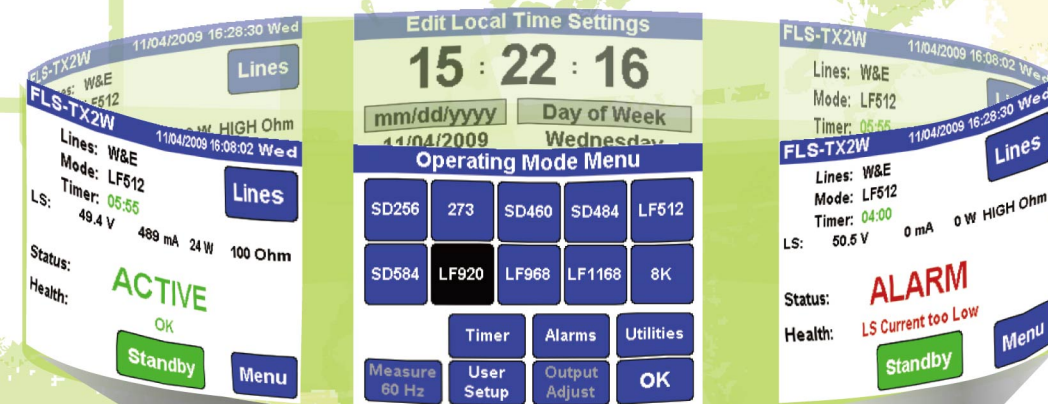 FLS-TX2W 11/04/2009 16:28:30 Wed
Lines: W&E
LF512
Lines
W HIGH Ohm
FLS-TX2W 11/04/2009 16:08:02 Wed
Lines: W&E
Mode: LF512
Timer: 05:55
Lines
LS: 49.4 V 489 mA 24 W 100 Ohm
Status: ACTIVE
Health: OK
Standby
Menu
Edit Local Time Settings
15 : 22 : 16
mm/dd/yyyy Day of Week
11/04/2009 Wednesday
Operating Mode Menu
SD256 273 SD460 SD484 LF512
SD584 LF920 LF968 LF1168 8K
Timer Alarms Utilities
Measure 60 Hz User Setup Output Adjust OK
FLS-TX2W 11/04/2009 16:08:02 Wed
Lines: W&E
Mode: LF512
Timer: 05:55
FLS-TX2W 11/04/2009 16:28:30 Wed
Lines: W&E
Mode: LF512
Timer: 04:00
Lines
LS: 50.5 V 0 mA 0 W HIGH Ohm
Status: ALARM
Health: LS Current too Low
Standby
Menu